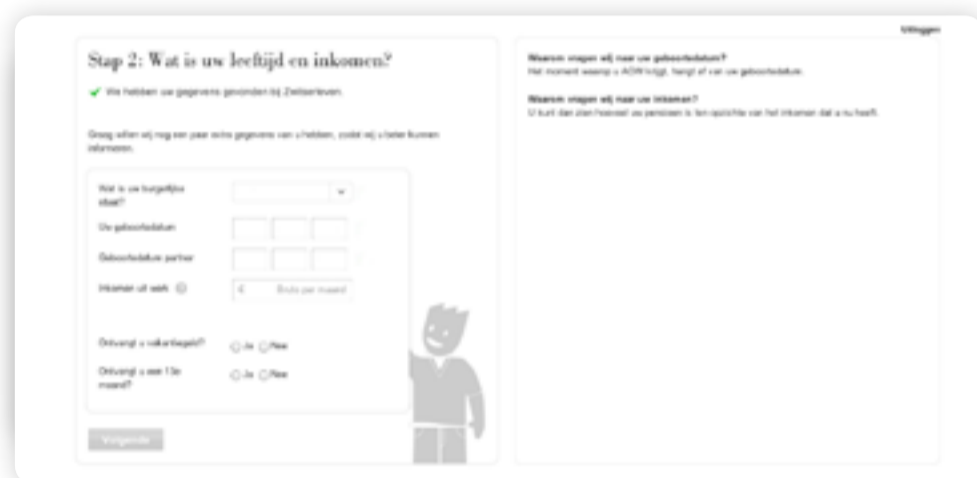 Uitloggen
Stap 2: Wat is uw leeftijd en inkomen?
We hebben uw gegevens gevonden bij Zwitserleven.
Graag willen wij nog een paar extra gegevens van u hebben, zodat wij u beter kunnen
informeren.
Wat is uw burgerlijke
staat?
Uw geboortedatum
Geboortedatum partner
Inkomen uit werk
€ Bruto per maand
Ontvangt u vakantiegeld?
Ja Nee
Ontvangt u een 13e
maand?
Ja Nee
Volgende
Waarom vragen wij naar uw geboortedatum?
Het moment waarop u AOW krijgt, hangt af van uw geboortedatum.
Waarom vragen wij naar uw inkomen?
U kunt dan zien hoeveel uw pensioen is ten opzichte van het inkomen dat u nu heeft.